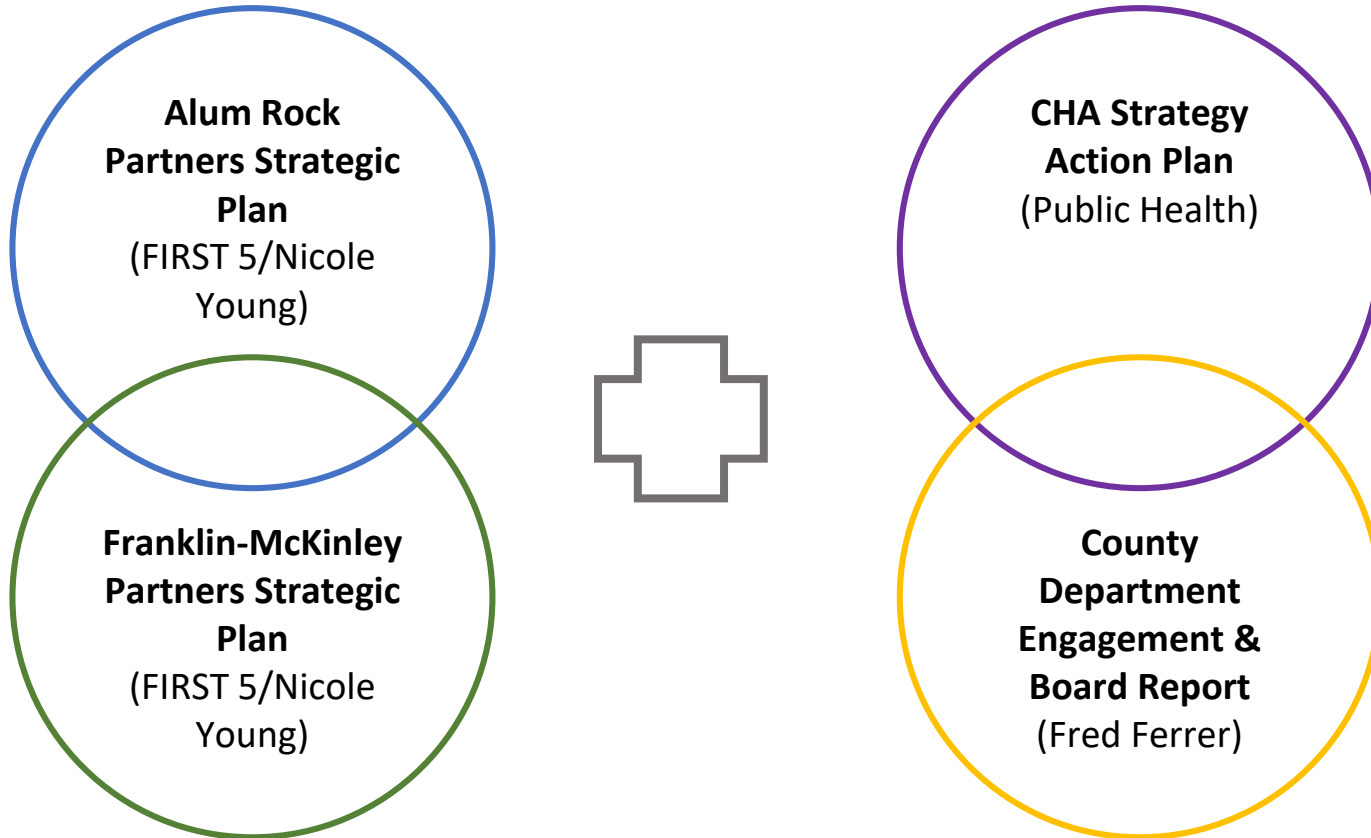 Alum Rock
Partners Strategic
Plan
(FIRST 5/Nicole
Young)
Franklin-McKinley
Partners Strategic
Plan
(FIRST 5/Nicole
Young)
CHA Strategy
Action Plan
(Public Health)
County
Department
Engagement &
Board Report
(Fred Ferrer)